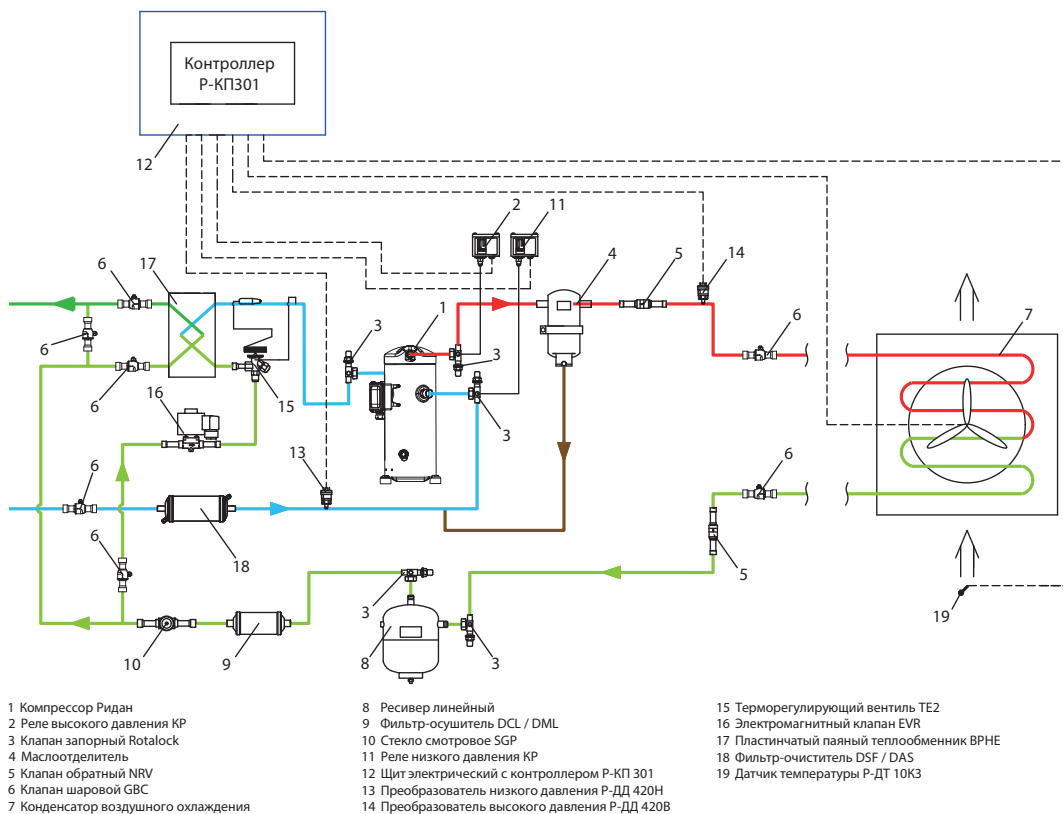 Контроллер
Р-КП301
12
2
11
6
17
4
5
14
1
3
6
7
6
3
3
6
16
15
3
13
6
6
18
6
5
19
3
10
9
8
3
1 Компрессор Ридан
2 Реле высокого давления KP
3 Клапан запорный Rotalock
4 Маслоотделитель
5 Клапан обратный NRV
6 Клапан шаровой GBC
7 Конденсатор воздушного охлаждения
8 Ресивер линейный
9 Фильтр-осушитель DCL / DML
10 Стекло смотровое SGP
11 Реле низкого давления KP
12 Щит электрический с контроллером Р-КП 301
13 Преобразователь низкого давления Р-ДД 420Н
14 Преобразователь высокого давления Р-ДД 420В
15 Терморегулирующий вентиль TE2
16 Электромагнитный клапан EVR
17 Пластинчатый паяный теплообменник BPHE
18 Фильтр-очиститель DSF / DAS
19 Датчик температуры Р-ДТ 10К3